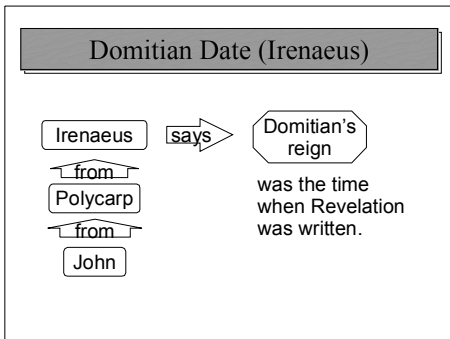 Domitian Date (Irenaeus)
Irenaeus
says
Domitian's
reign
from
Polycarp
from
John
was the time
when Revelation
was written.